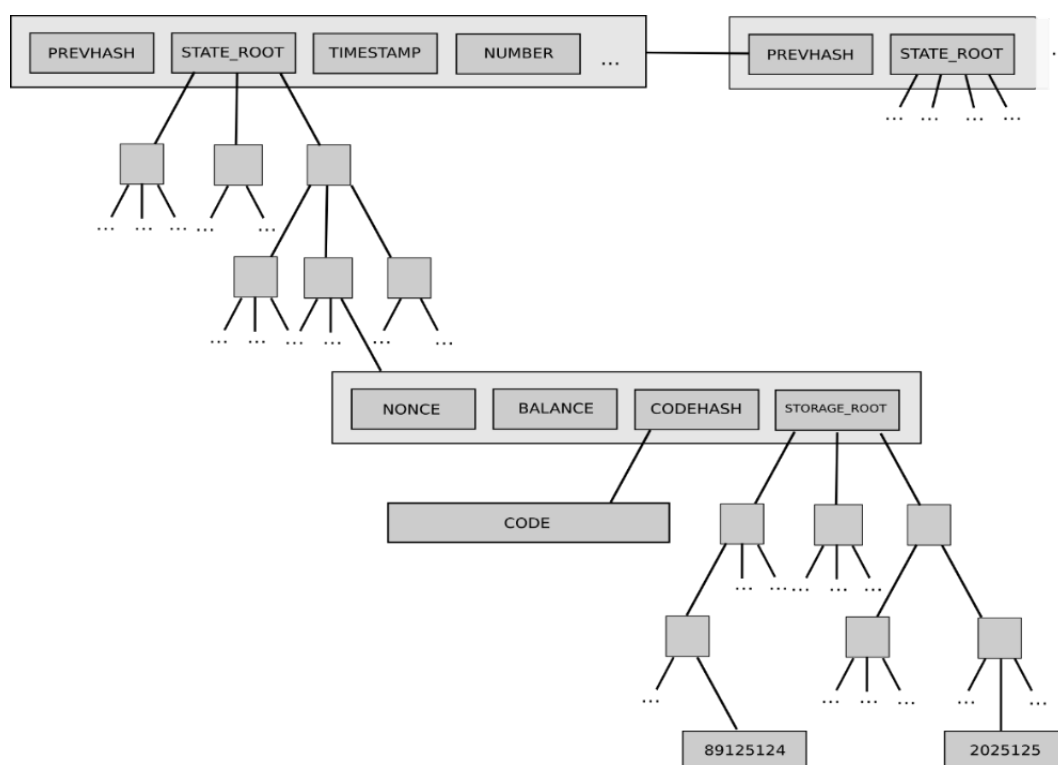 PREVHASH STATE_ROOT TIMESTAMP NUMBER ... PREVHASH STATE_ROOT ...
... ... ... ...
... ... ... ... ...
... ... ... ... ... ... ... ...
NONCE BALANCE CODEHASH STORAGE_ROOT
CODE
... ... ... ... ...
... ... ... ... ... ...
89125124 2025125